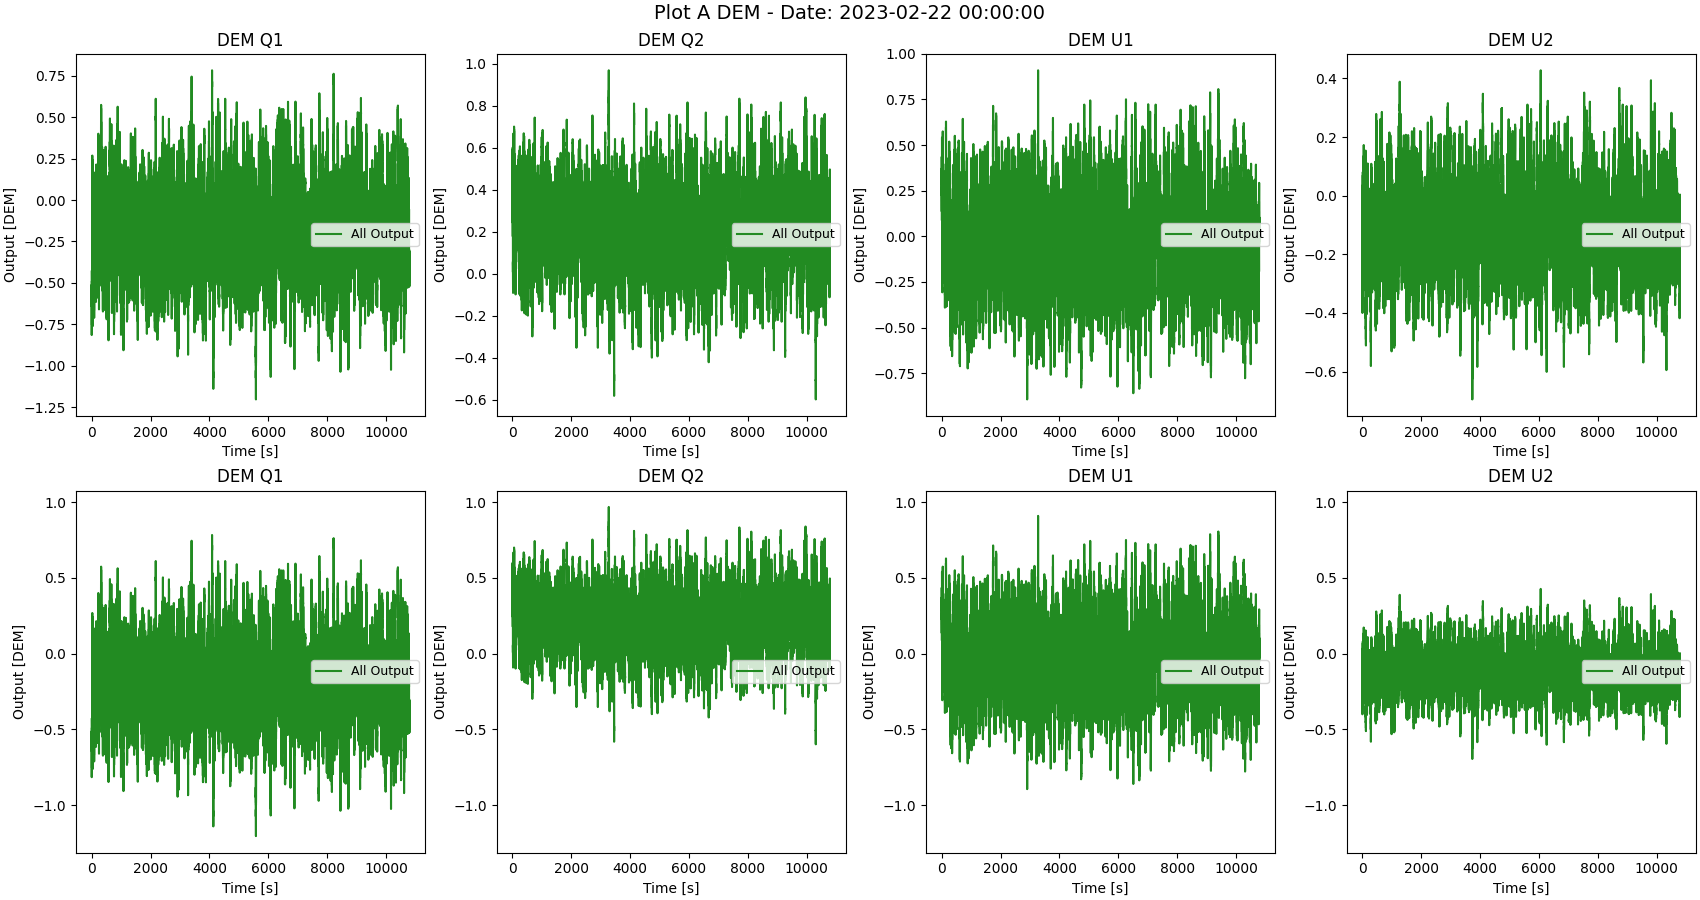 Plot A DEM - Date: 2023-02-22 00:00:00
DEM Q1
Output [DEM]
0.75
0.50
0.25
0.00
−0.25
−0.50
−0.75
−1.00
−1.25
All Output
0 2000 4000 6000 8000 10000
Time [s]
DEM Q2
Output [DEM]
1.0
0.8
0.6
0.4
0.2
0.0
−0.2
−0.4
−0.6
All Output
0 2000 4000 6000 8000 10000
Time [s]
DEM U1
Output [DEM]
1.00
0.75
0.50
0.25
0.00
−0.25
−0.50
−0.75
All Output
0 2000 4000 6000 8000 10000
Time [s]
DEM U2
Output [DEM]
0.4
0.2
0.0
−0.2
−0.4
−0.6
All Output
0 2000 4000 6000 8000 10000
Time [s]
DEM Q1
Output [DEM]
1.0
0.5
0.0
−0.5
−1.0
All Output
0 2000 4000 6000 8000 10000
Time [s]
DEM Q2
Output [DEM]
1.0
0.5
0.0
−0.5
−1.0
All Output
0 2000 4000 6000 8000 10000
Time [s]
DEM U1
Output [DEM]
1.0
0.5
0.0
−0.5
−1.0
All Output
0 2000 4000 6000 8000 10000
Time [s]
DEM U2
Output [DEM]
1.0
0.5
0.0
−0.5
−1.0
All Output
0 2000 4000 6000 8000 10000
Time [s]